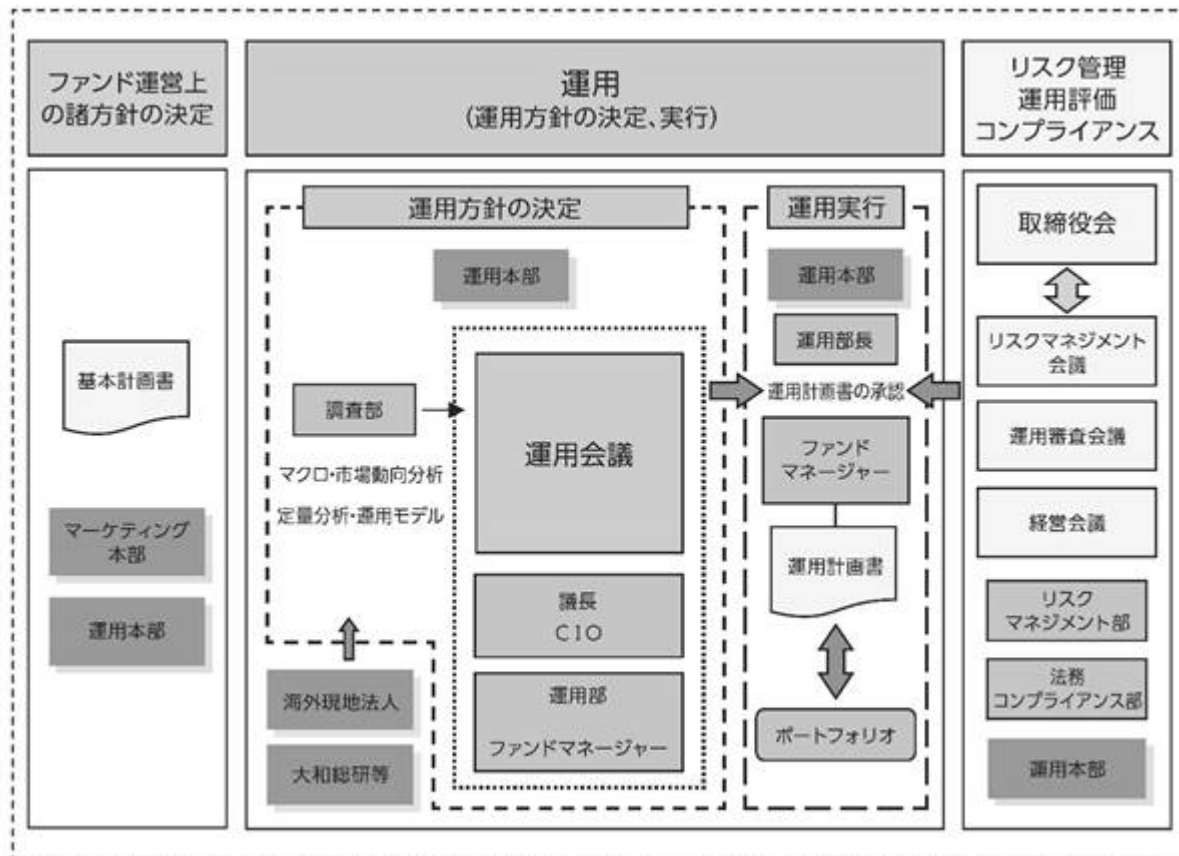 ファンド運営上
の諸方針の決定
運用
(運用方針の決定、実行)
リスク管理
運用評価
コンプライアンス
基本計画書
マーケティング
本部
運用本部
運用方針の決定
運用本部
調査部
マクロ・市場動向分析
定量分析・運用モデル
海外現地法人
大和総研等
運用会議
議長
CIO
運用部
ファンドマネージャー
運用実行
運用本部
運用部長
運用計画書の承認
ファンド
マネージャー
運用計画書
ポートフォリオ
取締役会
リスクマネジメント
会議
運用審査会議
経営会議
リスク
マネジメント部
法務
コンプライアンス部
運用本部